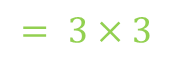 = 3 × 3